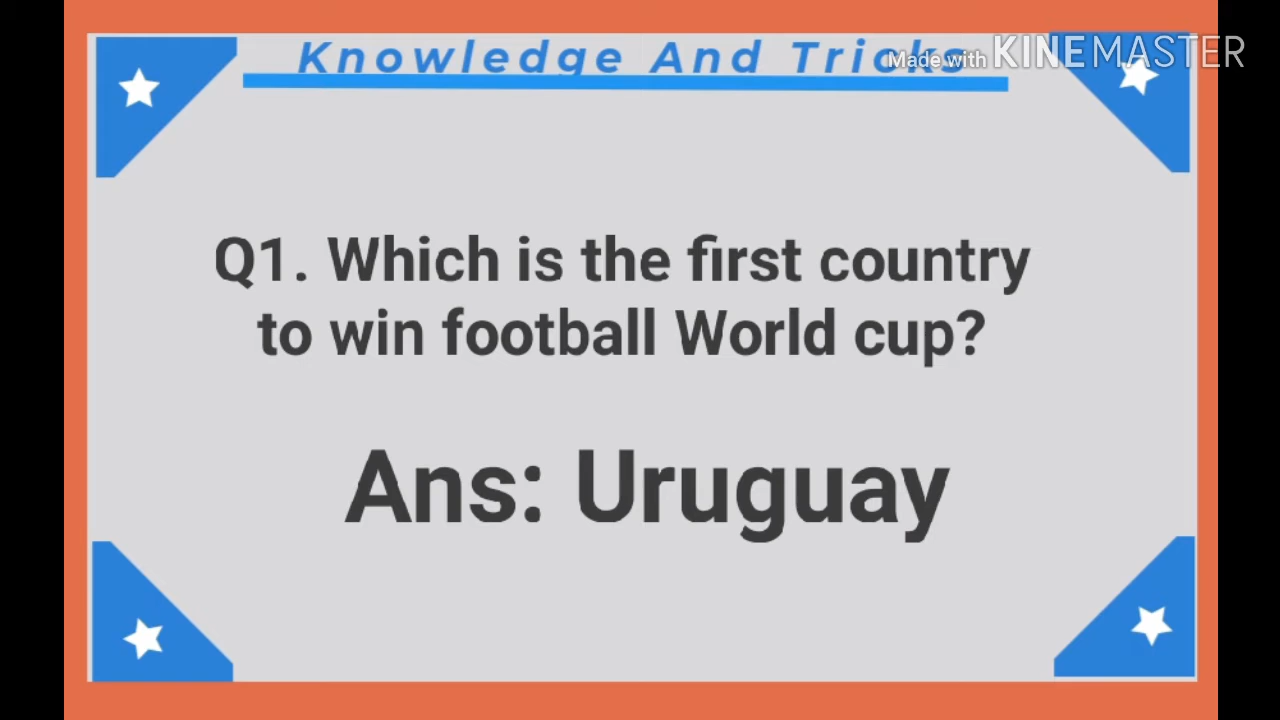 Knowledge And Tricks
Made with KINEMASTER
Q1. Which is the first country
to win football World cup?
Ans: Uruguay